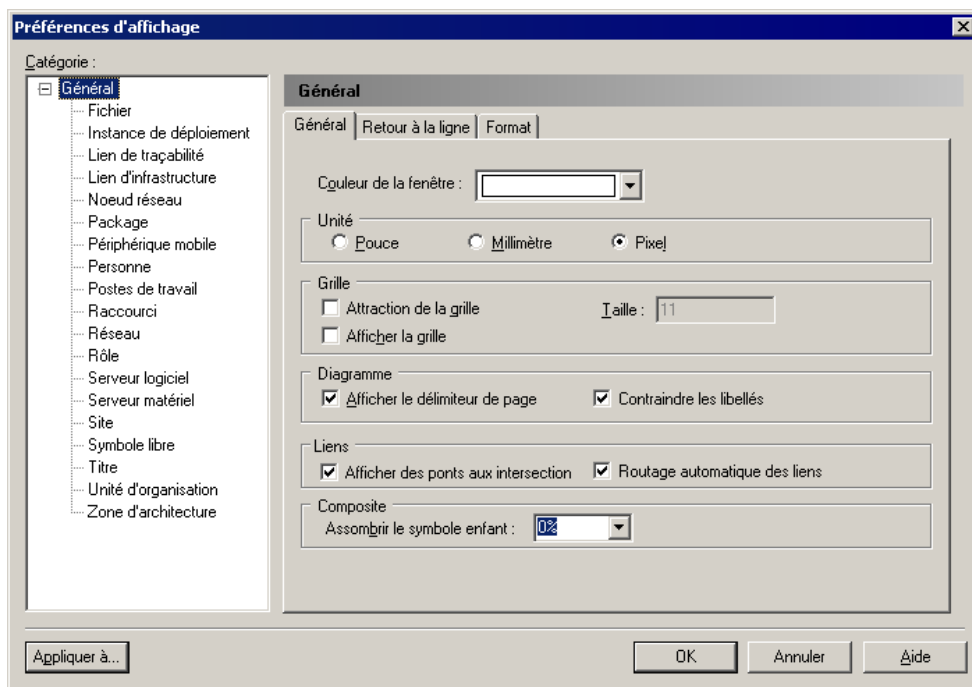 Préférences d'affichage
Catégorie :
Général
Fichier
Instance de déploiement
Lien de traçabilité
Lien d'infrastructure
Noeud réseau
Package
Périphérique mobile
Personne
Postes de travail
Raccourci
Réseau
Rôle
Serveur logiciel
Serveur matériel
Site
Symbole libre
Titre
Unité d'organisation
Zone d'architecture
Général
Général Retour à la ligne Format
Couleur de la fenêtre :
Unité
Pouce Millimètre Pixel
Grille
Attraction de la grille Taille : 11
Afficher la grille
Diagramme
Afficher le délimiteur de page Contraindre les libellés
Liens
Afficher des ponts aux intersection Routage automatique des liens
Composite
Assombrir le symbole enfant : 0%
Appliquer à... OK Annuler Aide